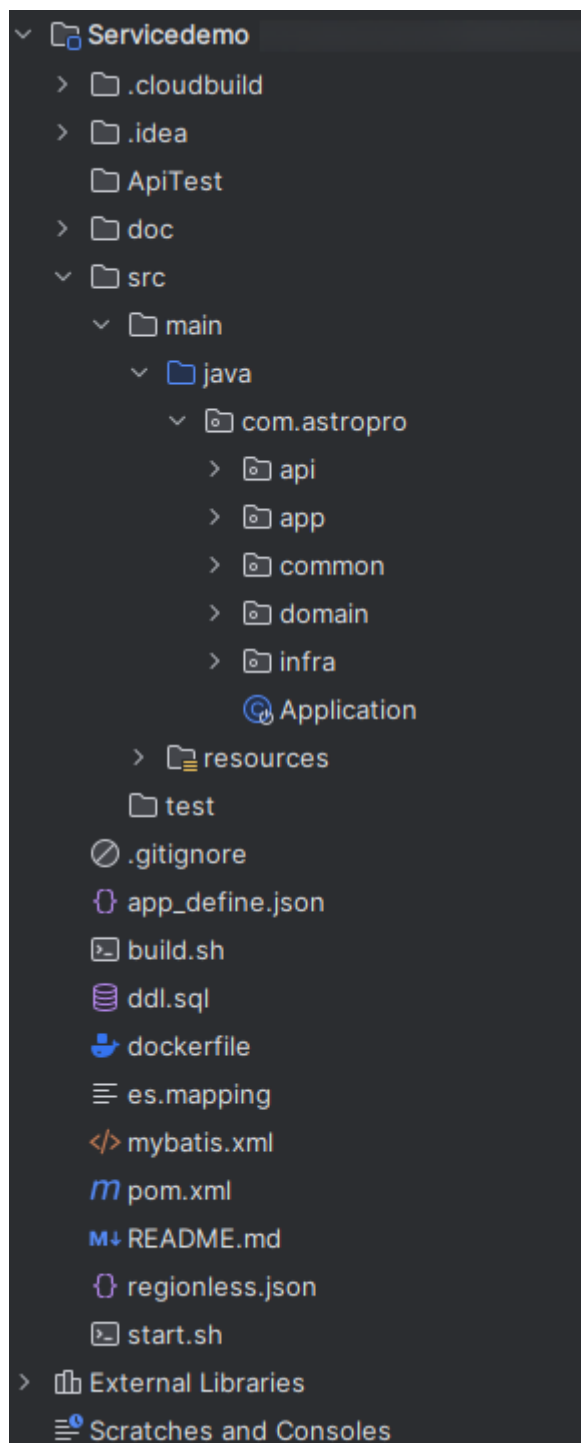 Servicedemo
.cloudbuild
.idea
ApiTest
doc
src
main
java
com.astropro
api
app
common
domain
infra
Application
resources
test
.gitignore
app_define.json
build.sh
ddl.sql
dockerfile
es.mapping
mybatis.xml
pom.xml
README.md
regionless.json
start.sh
External Libraries
Scratches and Consoles